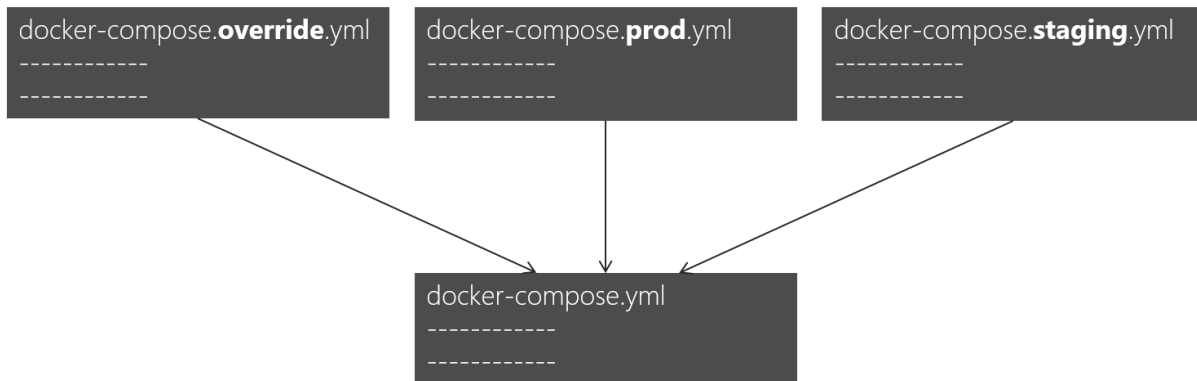 docker-compose.override.yml
------------
------------
docker-compose.prod.yml
------------
------------
docker-compose.staging.yml
------------
------------
docker-compose.yml
------------
------------